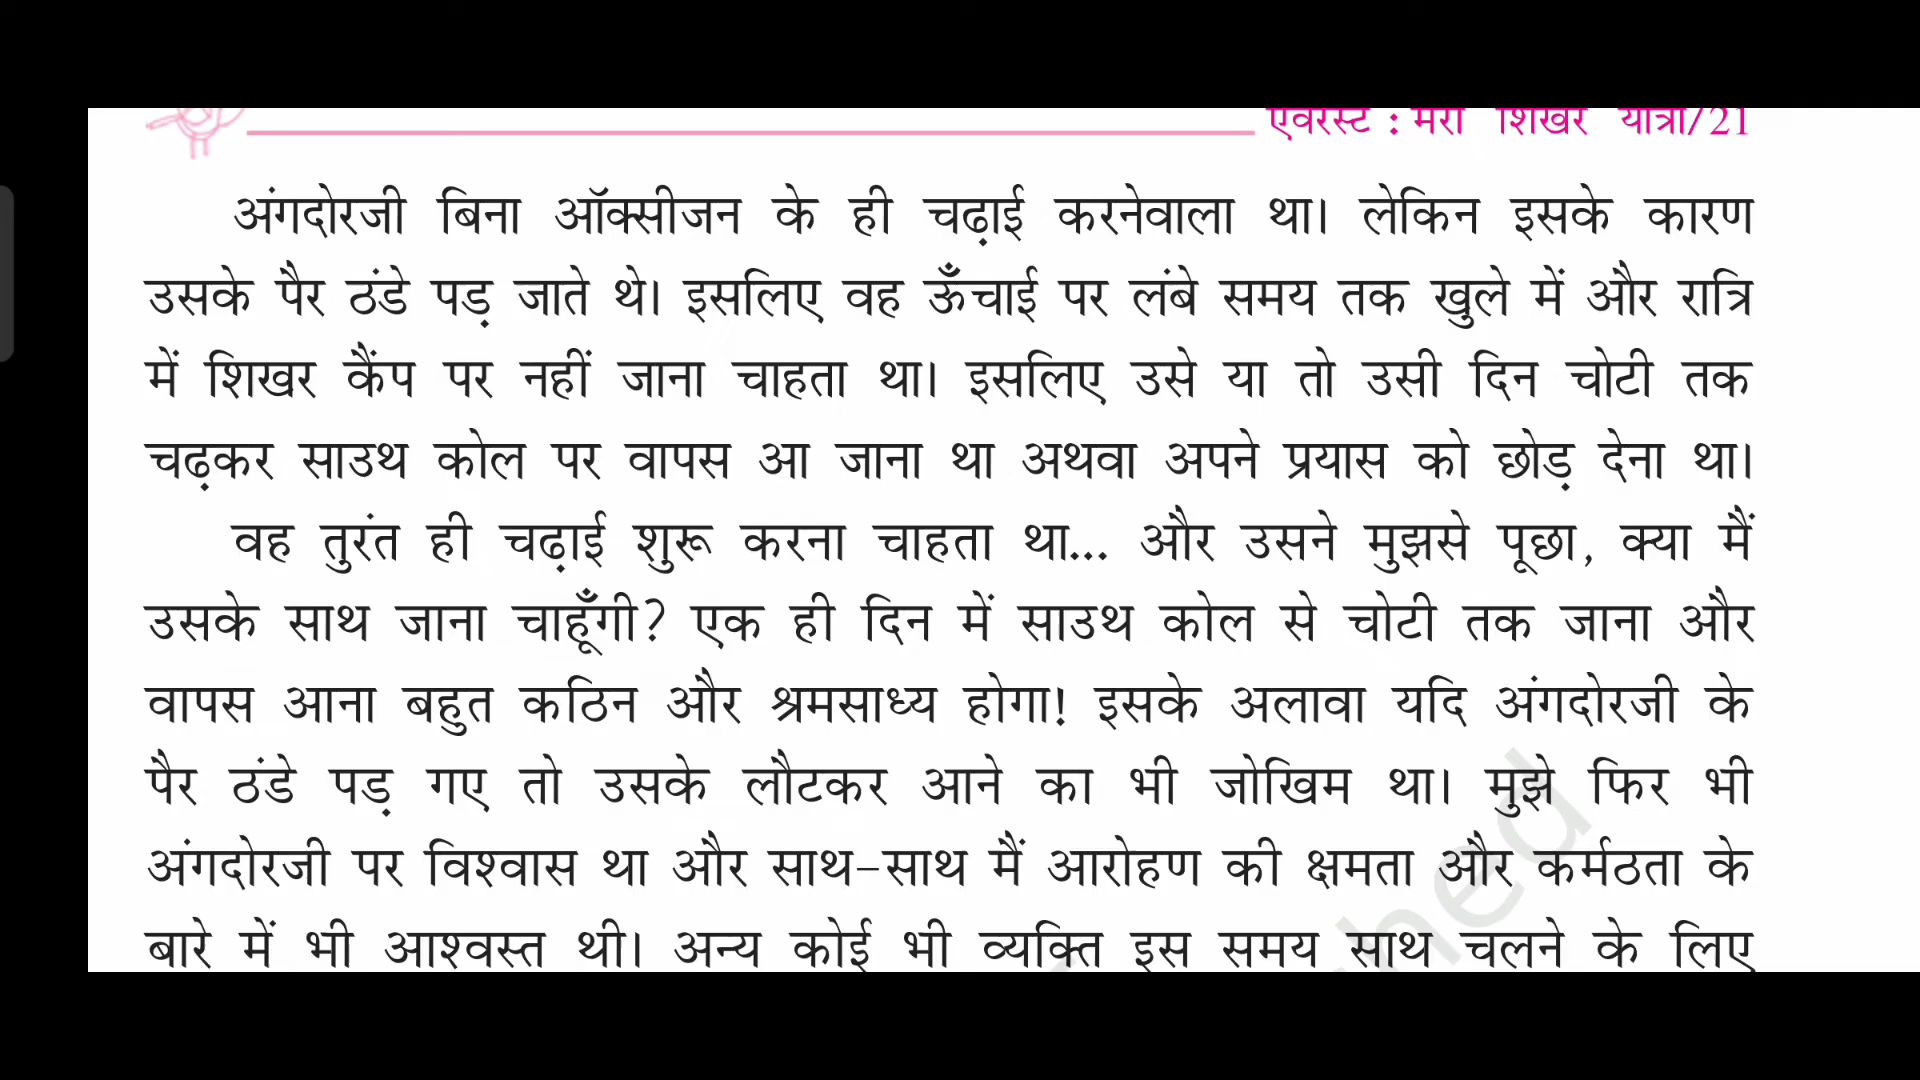 एवरेस्ट : मेरी शिखर यात्रा/21
अंगदोरजी बिना ऑक्सीजन के ही चढ़ाई करनेवाला था। लेकिन इसके कारण
उसके पैर ठंडे पड़ जाते थे। इसलिए वह ऊँचाई पर लंबे समय तक खुले में और रात्रि
में शिखर कैंप पर नहीं जाना चाहता था। इसलिए उसे या तो उसी दिन चोटी तक
चढ़कर साउथ कोल पर वापस आ जाना था अथवा अपने प्रयास को छोड़ देना था।
वह तुरंत ही चढ़ाई शुरू करना चाहता था... और उसने मुझसे पूछा, क्या मैं
उसके साथ जाना चाहूँगी? एक ही दिन में साउथ कोल से चोटी तक जाना और
वापस आना बहुत कठिन और श्रमसाध्य होगा! इसके अलावा यदि अंगदोरजी के
पैर ठंडे पड़ गए तो उसके लौटकर आने का भी जोखिम था। मुझे फिर भी
अंगदोरजी पर विश्वास था और साथ-साथ मैं आरोहण की क्षमता और कर्मठता के
बारे में भी आश्वस्त थी। अन्य कोई भी व्यक्ति इस समय साथ चलने के लिए